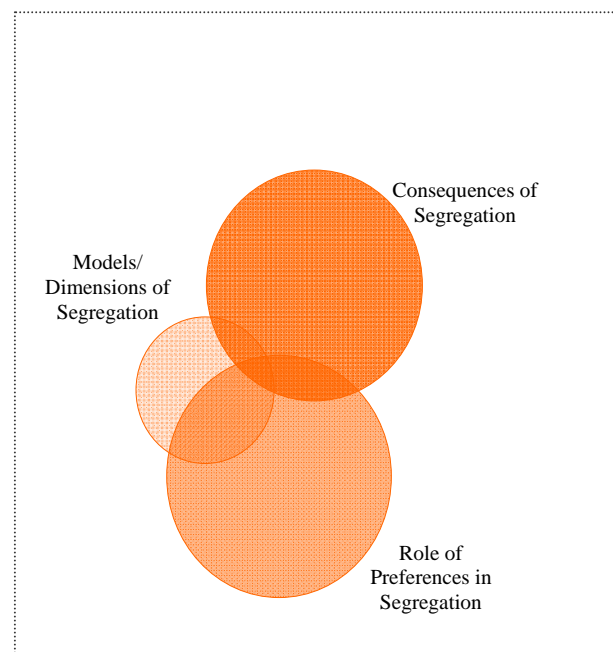 Consequences of
Segregation
Models/
Dimensions of
Segregation
Role of
Preferences in
Segregation